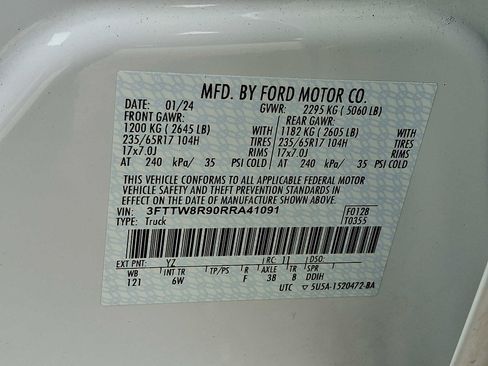 MFD. BY FORD MOTOR CO.
DATE: 01/24 GVWR: 2295 KG (5060 LB)
FRONT GAWR: REAR GAWR:
1200 KG (2645 LB) WITH 1182 KG (2605 LB) WITH
235/65R17 104H TIRES 235/65R17 104H TIRES
17x7.0J RIMS 17x7.0J RIMS
AT 240 kPa/ 35 PSI COLD AT 240 kPa/ 35 PSI COLD
THIS VEHICLE CONFORMS TO ALL APPLICABLE FEDERAL MOTOR
VEHICLE SAFETY AND THEFT PREVENTION STANDARDS IN
EFFECT ON THE DATE OF MANUFACTURE SHOWN ABOVE.
VIN: 3FTTW8R90RRA41091 F0128
TYPE: Truck T0355
EXT PNT: YZ RC: 11 DSO:
WB INT TR TP/PS R AXLE TR SPR
121 6W F 38 B DDIH
UTC ▽ 5U5A-1520472-BA